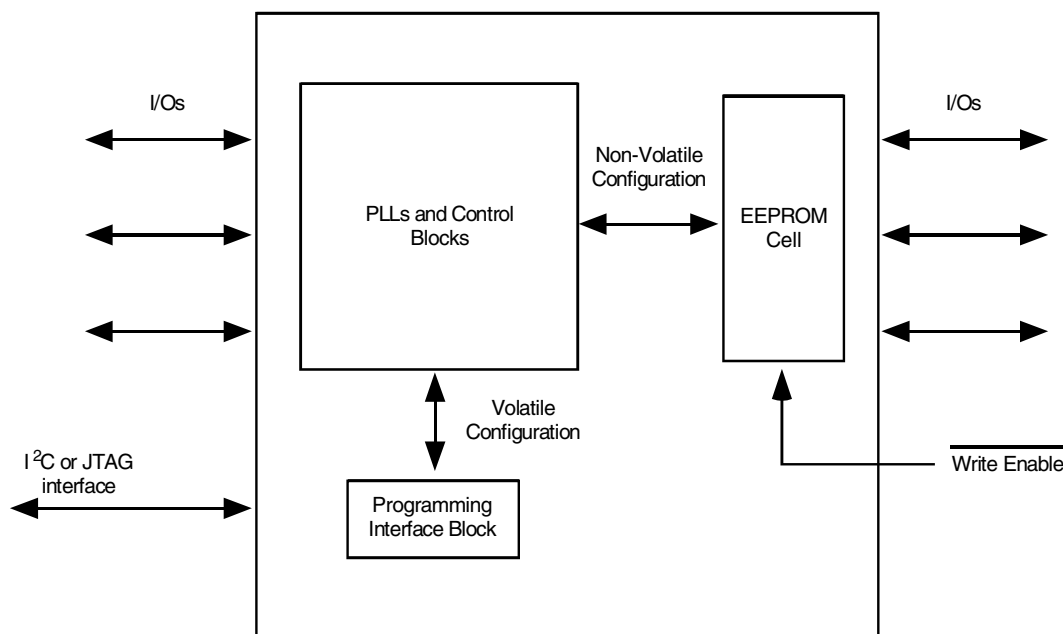 I/Os
I/Os
Non-Volatile
Configuration
PLLs and Control
Blocks
EEPROM
Cell
Volatile
Configuration
I²C or JTAG
interface
Write Enable
Programming
Interface Block